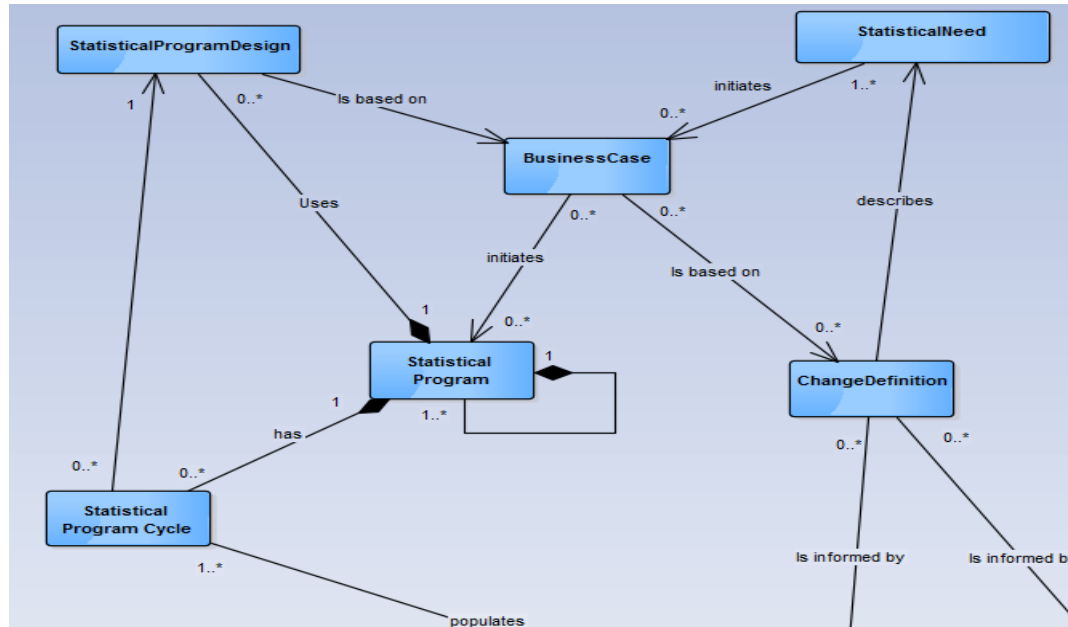 StatisticalProgramDesign
StatisticalNeed
1
0..*
Is based on
initiates
1..*
0..*
BusinessCase
Uses
0..*
0..*
describes
initiates
Is based on
1
0..*
0..*
Statistical
Program
1
ChangeDefinition
1
1..*
has
0..*
0..*
0..*
0..*
Statistical
Program Cycle
1..*
Is informed by
Is informed b
populates